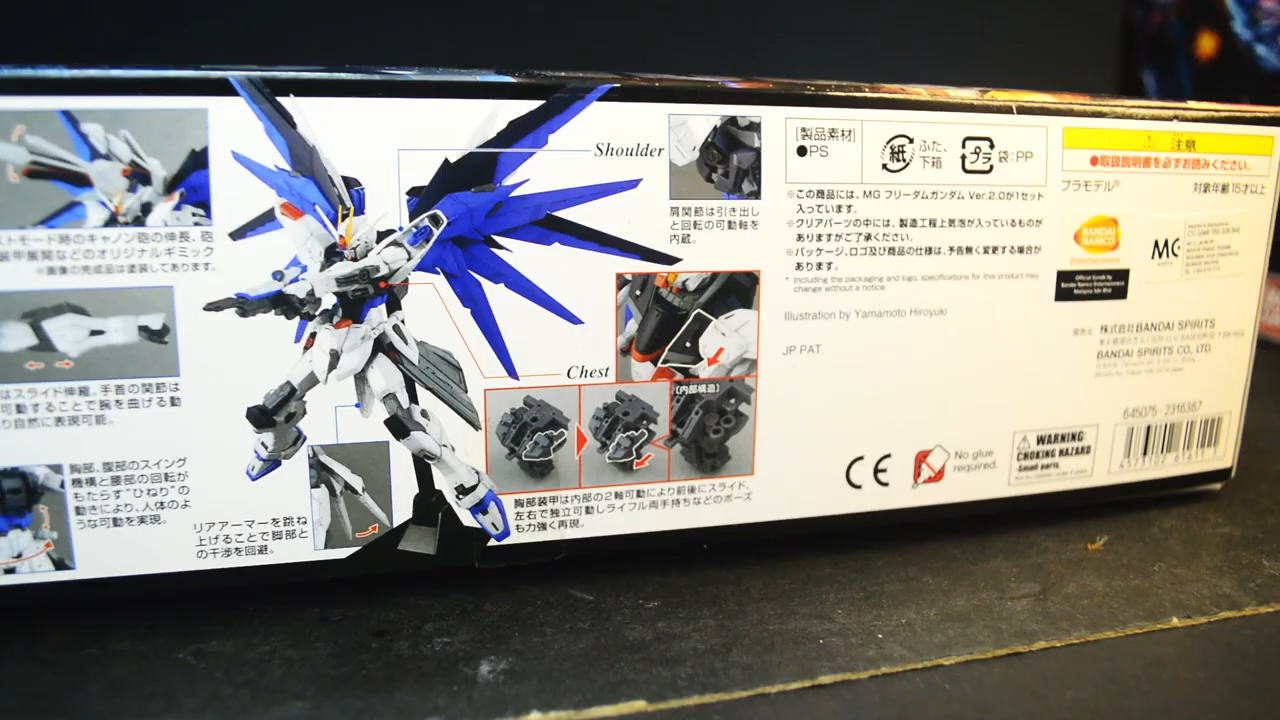 ストモード時のキャノン砲の伸長、砲
装甲展開などのオリジナルギミック
※画像の完成品は塗装してあります。
はスライド伸縮。手首の関節は
可動することで腕を曲げる動
り自然に表現可能。
胸部、腹部のスイング
機構と腰部の回転が
もたらす"ひねり"の
動きにより、人体のよ
うな可動を実現。
リアアーマーを跳ね
上げることで脚部と
の干渉を回避。
Shoulder
肩関節は引き出し
と回転の可動軸を
内蔵。
Chest
(内部構造)
胸部装甲は内部の2軸可動により前後にスライド、
左右で独立可動しライフル両手持ちなどのポーズ
も力強く再現。
[製品素材]
●PS
紙 ふた、下箱
プラ 袋:PP
※この商品には、MG フリーダムガンダム Ver.2.0が1セット
入っています。
※クリアパーツの中には、製造工程上気泡が入っているものが
ありますがご了承ください。
※パッケージ、ロゴ及び商品の仕様は、予告無く変更する場合が
あります。
* Including the packaging and logo, specifications for this product may
change without a notice.
Illustration by Yamamoto Hiroyuki
JP PAT.
⚠ 注意
●取扱説明書を必ずお読みください。
プラモデル® 対象年齢15才以上
BANDAI
NAMCO
Entertainment
Official Goods by
Bandai Namco Entertainment
Malaysia Sdn Bhd
MC
発売元 株式会社BANDAI SPIRITS
BANDAI SPIRITS CO., LTD.
645075-2316367
CE
No glue
required.
⚠ WARNING:
CHOKING HAZARD
-Small parts.